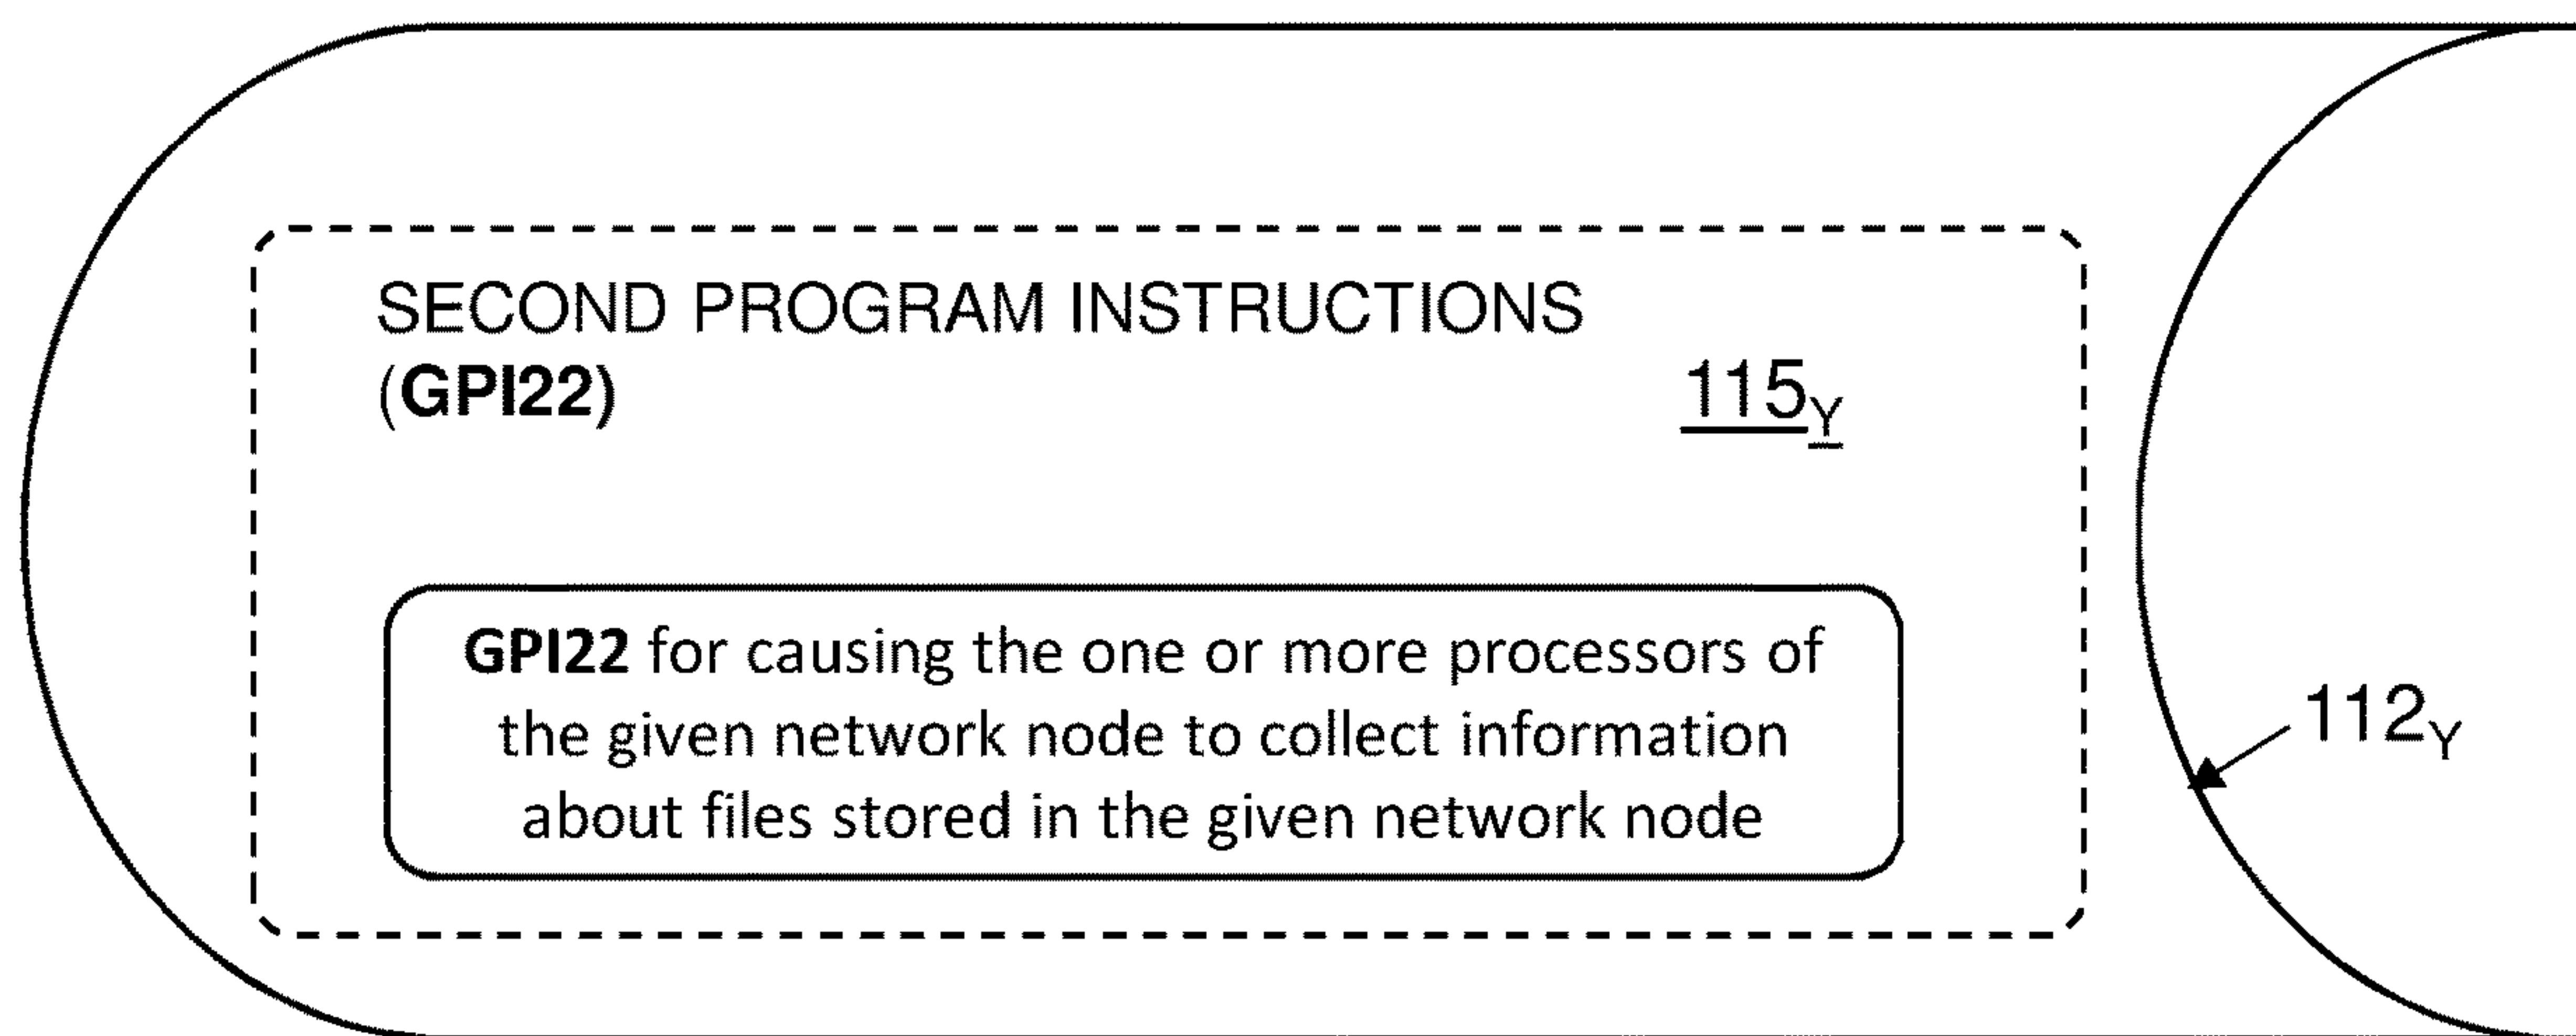 SECOND PROGRAM INSTRUCTIONS
(GPI22)
115Y
GPI22 for causing the one or more processors of
the given network node to collect information
about files stored in the given network node
112Y